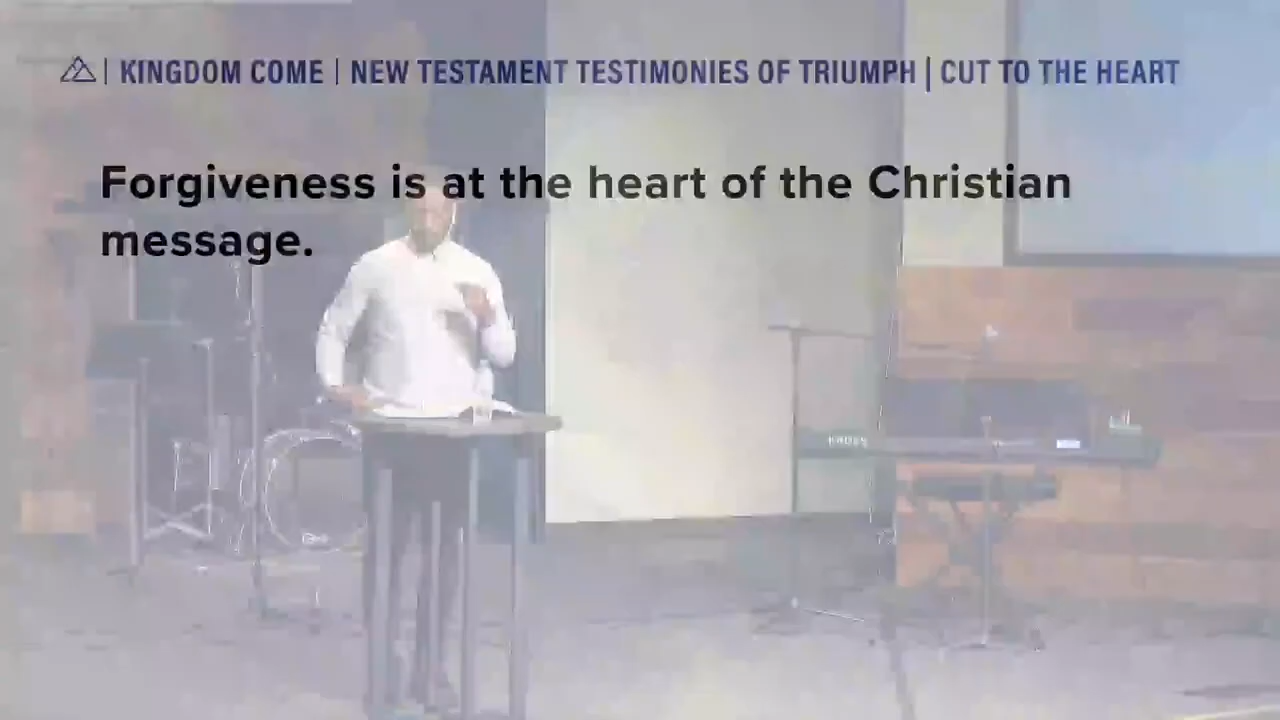 KINGDOM COME | NEW TESTAMENT TESTIMONIES OF TRIUMPH | CUT TO THE HEART
Forgiveness is at the heart of the Christian
message.